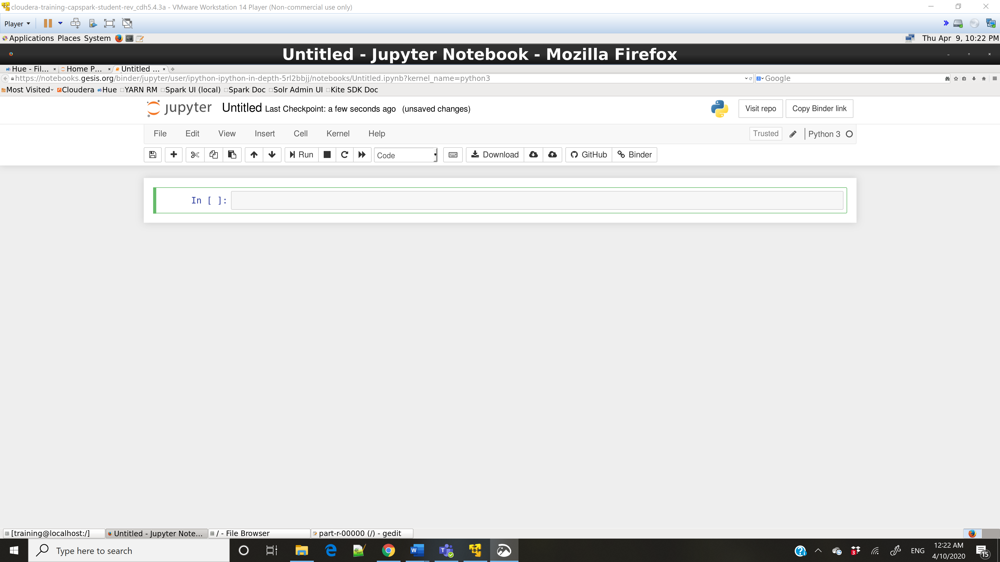 cloudera-training-capspark-student-rev_cdh5.4.3a - VMware Workstation 14 Player (Non-commercial use only)
Player
Applications Places System Thu Apr 9, 10:22 PM
Untitled - Jupyter Notebook - Mozilla Firefox
Hue - Fil... Home P... Untitled ...
https://notebooks.gesis.org/binder/jupyter/user/ipython-ipython-in-depth-5rl2bbjj/notebooks/Untitled.ipynb?kernel_name=python3 Google
Most Visited Cloudera Hue YARN RM Spark UI (local) Spark Doc Solr Admin UI Kite SDK Doc
jupyter Untitled Last Checkpoint: a few seconds ago (unsaved changes) Visit repo Copy Binder link
File Edit View Insert Cell Kernel Help Trusted Python 3
Run Code Download GitHub Binder
In [ ]:
[training@localhost:/] Untitled - Jupyter Note... / - File Browser part-r-00000 (/) - gedit
Type here to search ENG 12:22 AM
4/10/2020
3
15